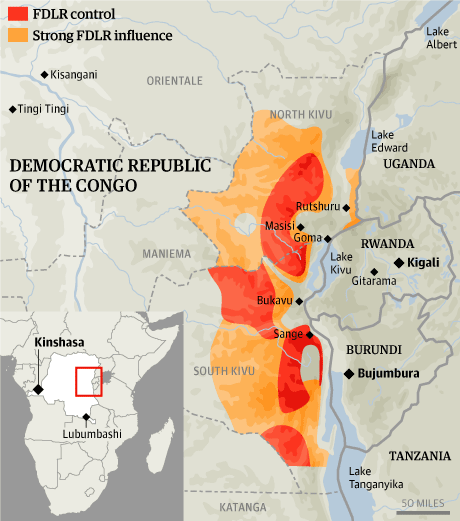 FDLR control
Strong FDLR influence
Lake
Albert
Kisangani
ORIENTALE
Tingi Tingi
NORTH KIVU
Lake
Edward
DEMOCRATIC REPUBLIC
OF THE CONGO
UGANDA
Rutshuru
Masisi
Goma
RWANDA
MANIEMA
Lake
Kivu
Kigali
Gitarama
Bukavu
Sange
Kinshasa
BURUNDI
SOUTH KIVU
Bujumbura
Lubumbashi
TANZANIA
Lake
Tanganyika
KATANGA
50 MILES